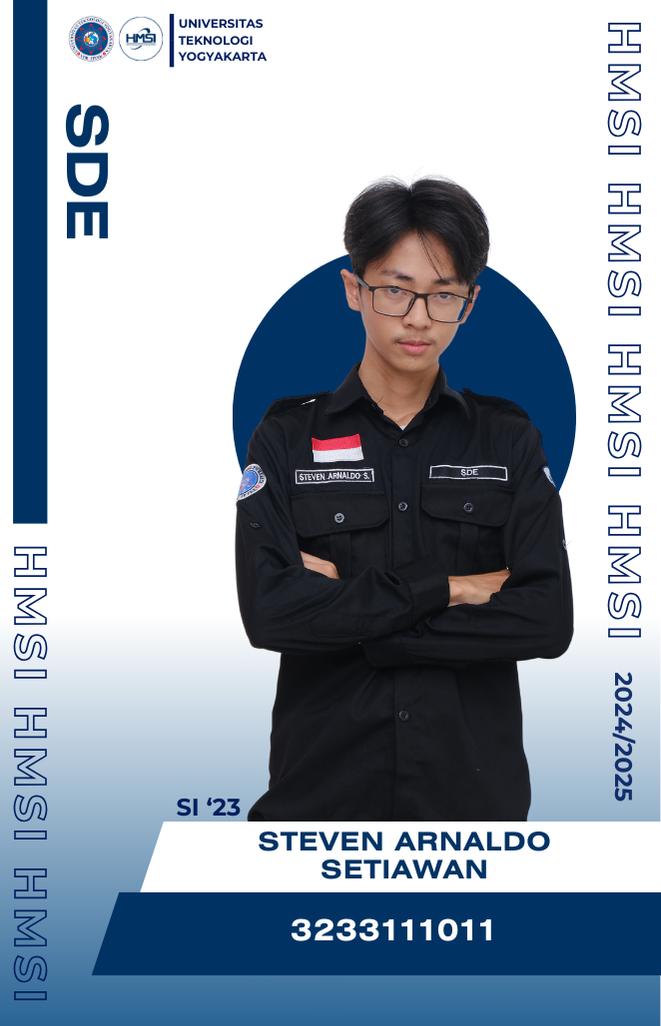 HMSI
UNIVERSITAS
TEKNOLOGI
YOGYAKARTA
SDE
HMSI HMSI HMSI HMSI
2024/2025
STEVEN ARNALDO S.
SDE
HMSI HMSI HMSI
SI ‘23
STEVEN ARNALDO
SETIAWAN
3233111011